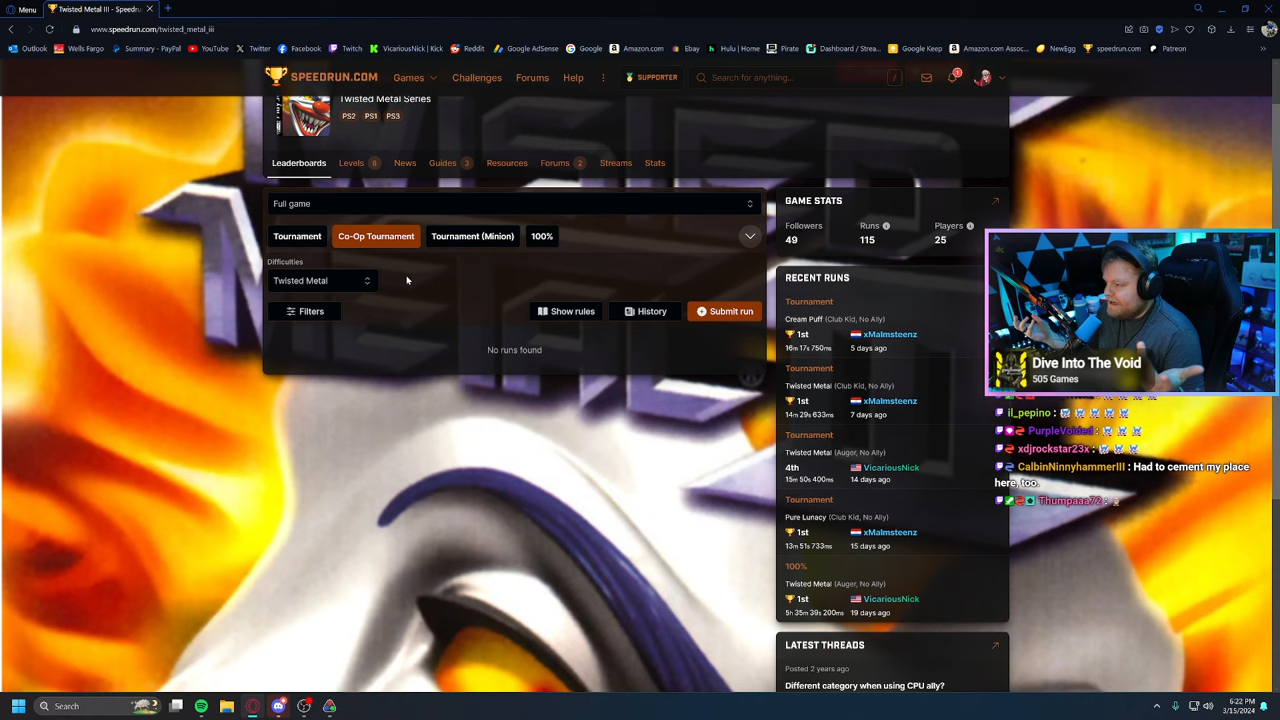 Menu
Twisted Metal III - Speedru
www.speedrun.com/twisted_metal_iii
Outlook
Wells Fargo
Summary - PayPal
YouTube
Twitter
Facebook
Twitch
VicariousNick | Kick
Reddit
Google AdSense
Google
Amazon.com
Ebay
Hulu | Home
Pirate
Dashboard / Strea...
Google Keep
Amazon.com Assoc...
NewEgg
speedrun.com
Patreon
SPEEDRUN.COM
Games
Challenges
Forums
Help
SUPPORTER
Search for anything...
/
1
Twisted Metal Series
PS2 PS1 PS3
Leaderboards
Levels 8
News
Guides 3
Resources
Forums 2
Streams
Stats
Full game
Tournament
Co-Op Tournament
Tournament (Minion)
100%
Difficulties
Twisted Metal
Filters
Show rules
History
Submit run
No runs found
GAME STATS
Followers Runs Players
49 115 25
RECENT RUNS
Tournament
Cream Puff (Club Kid, No Ally)
1st xMalmsteenz
16m 17s 750ms 5 days ago
Tournament
Twisted Metal (Club Kid, No Ally)
1st xMalmsteenz
14m 29s 633ms 7 days ago
Tournament
Twisted Metal (Auger, No Ally)
4th VicariousNick
15m 50s 400ms 14 days ago
Tournament
Pure Lunacy (Club Kid, No Ally)
1st xMalmsteenz
13m 51s 733ms 15 days ago
100%
Twisted Metal (Auger, No Ally)
1st VicariousNick
5h 35m 39s 200ms 19 days ago
LATEST THREADS
Posted 2 years ago
Different category when using CPU ally?
Dive Into The Void
505 Games
il_pepino :
PurpleVoided :
xdjrockstar23x :
CalbinNinnyhammerIII : Had to cement my place
here, too.
Thumpaaa72 :
Search
6:22 PM
3/15/2024